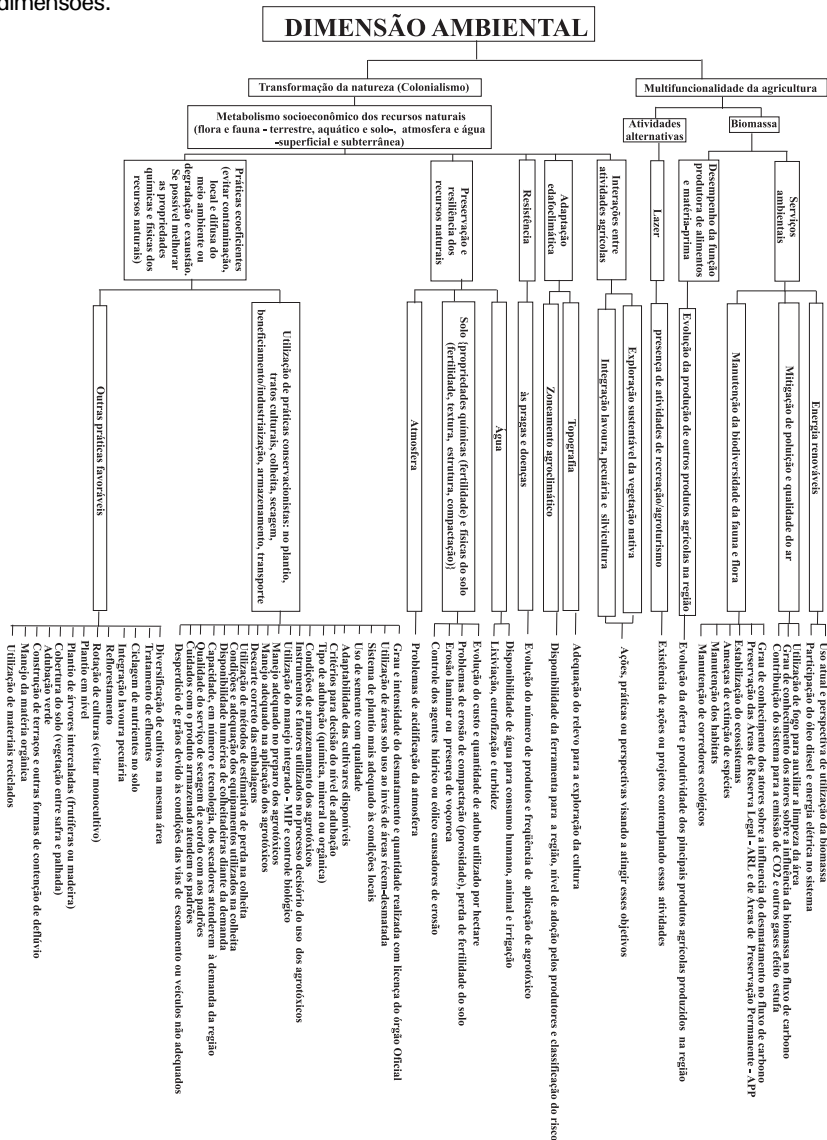 dimensões.
DIMENSÃO AMBIENTAL
Transformação da natureza (Colonialismo)
Multifuncionalidade da agricultura
Metabolismo socioeconômico dos recursos naturais
(flora e fauna - terrestre, aquático e solo-, atmosfera e água
-superficial e subterrânea)
Atividades
alternativas
Biomassa
Práticas ecoeficientes
(evitar contaminação,
local e difusa do
meio ambiente ou
degradação e exaustão.
Se possível melhorar
as propriedades
químicas e físicas dos
recursos naturais)
Preservação e
resiliência dos
recursos naturais
Resistência
Adaptação
edafoclimática
Interações entre
atividades agrícolas
Lazer
Desempenho da função
produtora de alimentos
e matéria-prima
Serviços
ambientais
Outras práticas favoráveis
Utilização de práticas conservacionistas: no plantio,
tratos culturais, colheita, secagem,
beneficiamento/industriaização, armazenamento, transporte
Atmosfera
Solo {propriedades químicas (fertilidade) e físicas do solo
(fertilidade, textura, estrutura, compactação)}
Água
às pragas e doenças
Zoneamento agroclimático
Topografia
Integração lavoura, pecuária e silvicultura
Exploração sustentável da vegetação nativa
presença de atividades de recreação/agroturismo
Evolução da produção de outros produtos agrícolas na região
Manutenção da biodiversidade da fauna e flora
Mitigação de poluição e qualidade do ar
Energia renováveis
Uso atual e perspectiva de utilização da biomassa
Participação do óleo diesel e energia elétrica no sistema
Utilização de fogo para auxiliar a limpeza da área
Grau de conhecimento dos atores sobre a influência da biomassa no fluxo de carbono
Contribuição do sistema para a emissão de CO2 e outros gases efeito estufa
Grau de conhecimento dos atores sobre a influencia do desmatamento no fluxo de carbono
Preservação das Áreas de Reserva Legal - ARL e de Áreas de Preservação Permanente - APP
Estabilização do ecossistemas
Ameaças de extinção de espécies
Manutenção dos habitats
Manutenção de corredores ecológicos
Evolução da oferta e produtividade dos pincipais produtos agrícolas produzidos na região
Existência de ações ou projetos contemplando essas atividades
Ações, práticas ou perspectivas visando a atingir esses objetivos
Adequação do relevo para a exploração da cultura
Disponibilidade da ferramenta para a região, nível de adoção pelos produtores e classificação do risco
Evolução do número de produtos e freqüência de aplicação de agrotóxico
Disponibilidade de água para consumo humano, animal e irrigação
Lixiviação, eutrofização e turbidez
Evolução do custo e quantidade de adubo utilizado por hectare
Problemas de erosão de compactação (porosidade), perda de fertilidade do solo
Erosão laminar ou presença de voçoroca
Controle dos agentes hídrico ou eólico causadores de erosão
Problemas de acidificação da atmosfera
Grau e intensidade do desmatamento e quantidade realizada com licença do órgão Oficial
Utilização de áreas sob uso ao invés de áreas récem-desmatada
Sistema de plantio mais adequado às condições locais
Uso de semente com qualidade
Adaptabilidade das cultivares disponíveis
Critérios para decisão do nível de adubação
Tipo de adubação (química, mineral ou orgânica)
Condições de armazenamento dos agrotóxicos
Instrumentos e fatores utilizados no processo decisório do uso dos agrotóxicos
Utilização do manejo integrado - MIP e controle biológico
Manejo adequado no preparo dos agrotóxicos
Manejo adequado na aplicação dos agrotóxicos
Descarte correto das embalagens
Utilização de métodos de estimativa de perda na colheita
Condições e adequação dos equipamentos utilizados na colheita
Disponibilidade numérica de colheitadeiras diante da demanda
Capacidade, em número e tecnologia, dos secadores atenderem à demanda da região
Qualidade do serviço de secagem de acordo com aos padrões
Cuidados com o produto armazenado atendem os padrões
Desperdício de grãos devido às condições das vias de escoamento ou veículos não adequados
Diversificação de cultivos na mesma área
Tratamento de efluentes
Ciclagem de nutrientes no solo
Integração lavoura pecuária
Reflorestamento
Plantio em nível
Rotação de culturas (evitar monocultivo)
Plantio de árvores intercaladas (frutíferas ou madeira)
Cobertura do solo (vegetação entre safra e palhada)
Adubação verde
Construção de terraços e outras formas de contenção de deflúvio
Manejo da matéria orgânica
Utilização de materiais reciclados